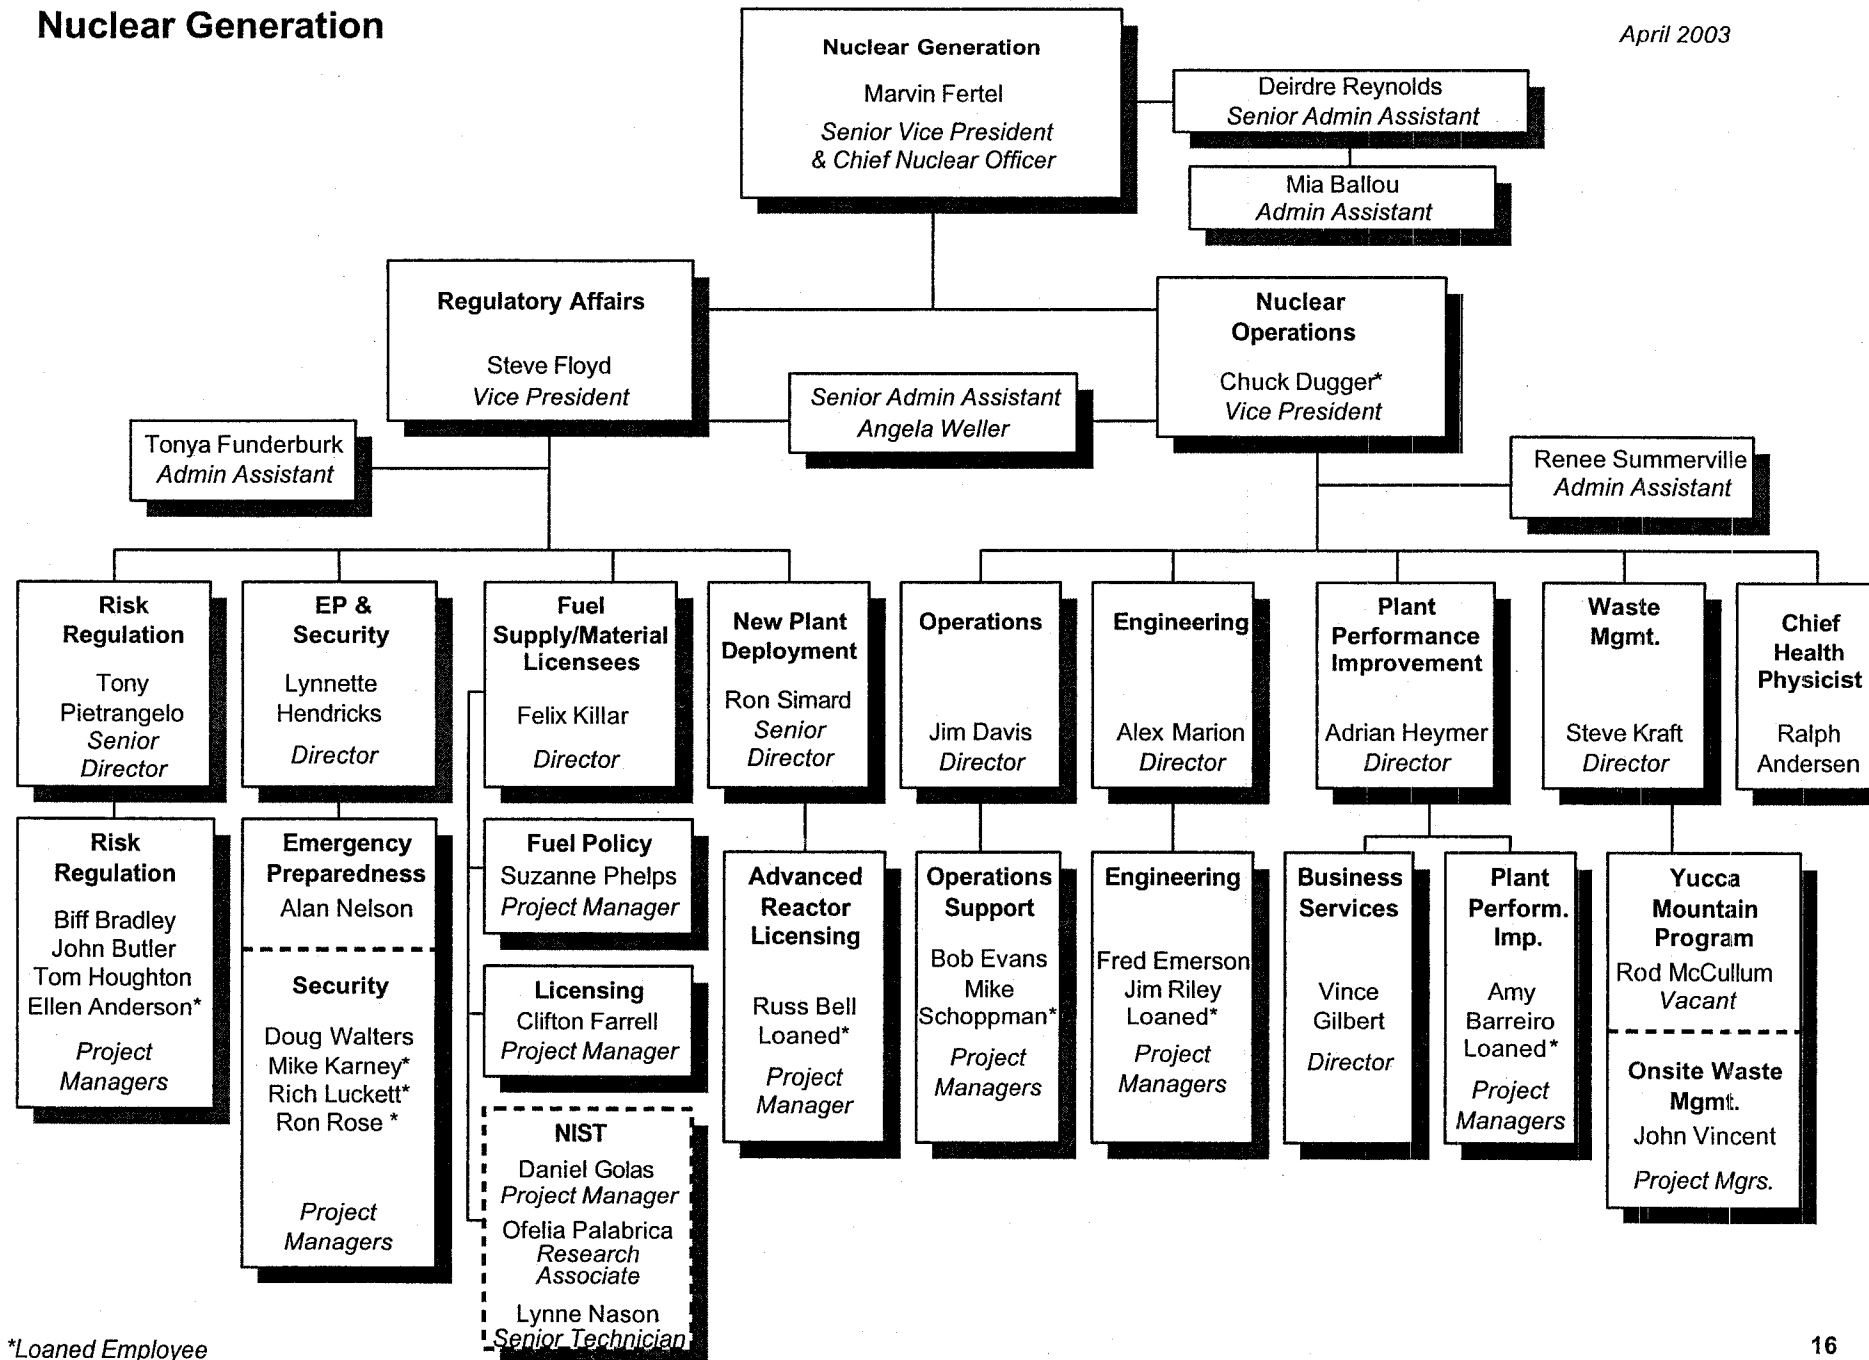 Nuclear Generation
April 2003
Nuclear Generation
Marvin Fertel
Senior Vice President
& Chief Nuclear Officer
Deirdre Reynolds
Senior Admin Assistant
Mia Ballou
Admin Assistant
Regulatory Affairs
Steve Floyd
Vice President
Nuclear
Operations
Chuck Dugger*
Vice President
Senior Admin Assistant
Angela Weller
Tonya Funderburk
Admin Assistant
Renee Summerville
Admin Assistant
Risk
Regulation
Tony
Pietrangelo
Senior
Director
EP &
Security
Lynnette
Hendricks
Director
Fuel
Supply/Material
Licensees
Felix Killar
Director
New Plant
Deployment
Ron Simard
Senior
Director
Operations
Jim Davis
Director
Engineering
Alex Marion
Director
Plant
Performance
Improvement
Adrian Heymer
Director
Waste
Mgmt.
Steve Kraft
Director
Chief
Health
Physicist
Ralph
Andersen
Risk
Regulation
Biff Bradley
John Butler
Tom Houghton
Ellen Anderson*
Project
Managers
Emergency
Preparedness
Alan Nelson
Security
Doug Walters
Mike Karney*
Rich Luckett*
Ron Rose *
Project
Managers
Fuel Policy
Suzanne Phelps
Project Manager
Licensing
Clifton Farrell
Project Manager
NIST
Daniel Golas
Project Manager
Ofelia Palabrica
Research
Associate
Lynne Nason
Senior Technician
Advanced
Reactor
Licensing
Russ Bell
Loaned*
Project
Manager
Operations
Support
Bob Evans
Mike
Schoppman*
Project
Managers
Engineering
Fred Emerson
Jim Riley
Loaned*
Project
Managers
Business
Services
Vince
Gilbert
Director
Plant
Perform.
Imp.
Amy
Barreiro
Loaned*
Project
Managers
Yucca
Mountain
Program
Rod McCullum
Vacant
Onsite Waste
Mgmt.
John Vincent
Project Mgrs.
*Loaned Employee
16